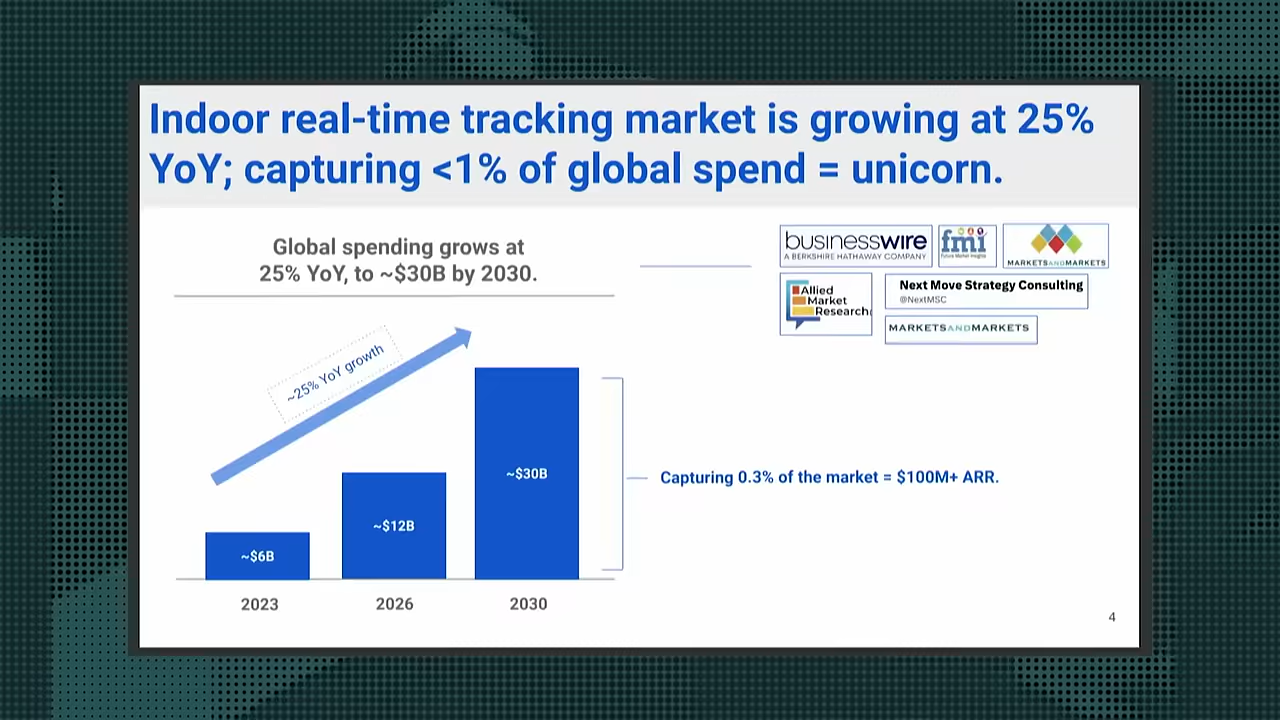 Indoor real-time tracking market is growing at 25%
YoY; capturing <1% of global spend = unicorn.
Global spending grows at
25% YoY, to ~$30B by 2030.
businesswire
A BERKSHIRE HATHAWAY COMPANY
fmi
Future Market Insights
MARKETSANDMARKETS
Allied
Market
Research
Next Move Strategy Consulting
@NextMSC
MARKETSANDMARKETS
~25% YoY growth
~$30B
~$12B
~$6B
Capturing 0.3% of the market = $100M+ ARR.
2023
2026
2030
4